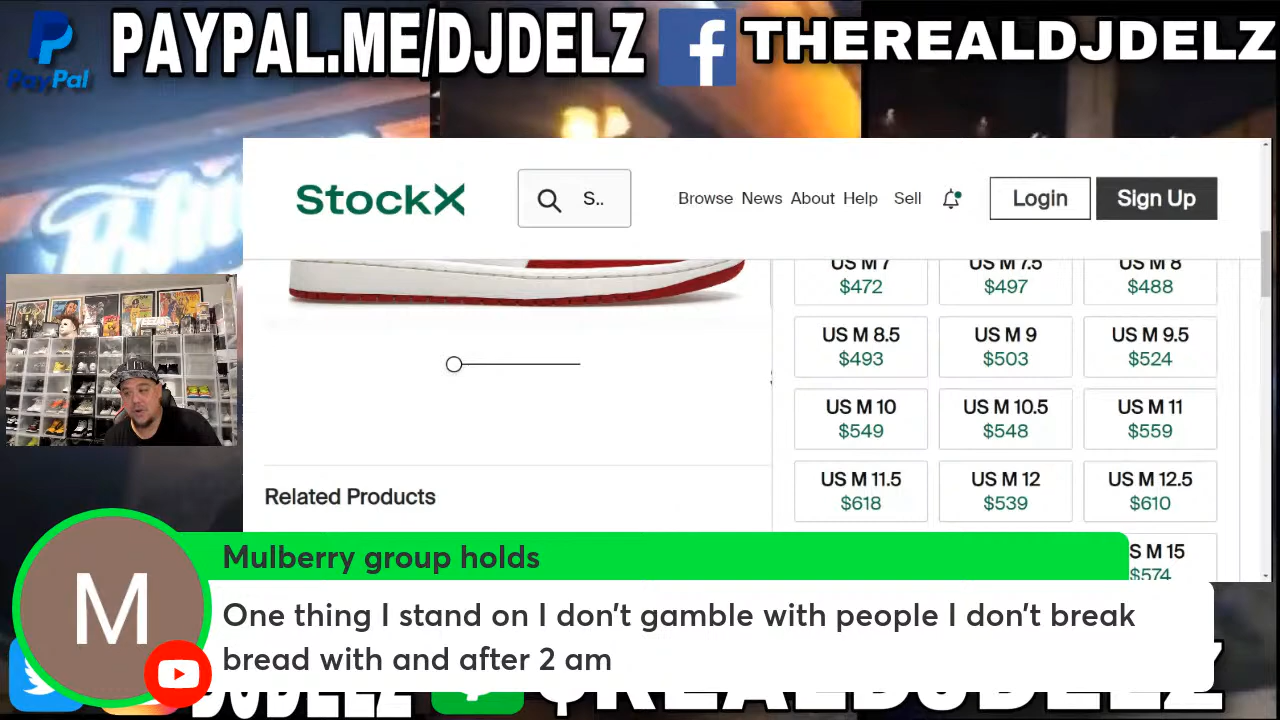 PayPal
PAYPAL.ME/DJDELZ
THEREALDJDELZ
StockX
S..
Browse News About Help Sell
Login
Sign Up
US M 7
$472
US M 7.5
$497
US M 8
$488
US M 8.5
$493
US M 9
$503
US M 9.5
$524
US M 10
$549
US M 10.5
$548
US M 11
$559
US M 11.5
$618
US M 12
$539
US M 12.5
$610
S M 15
$574
Related Products
M
Mulberry group holds
One thing I stand on I don't gamble with people I don't break
bread with and after 2 am